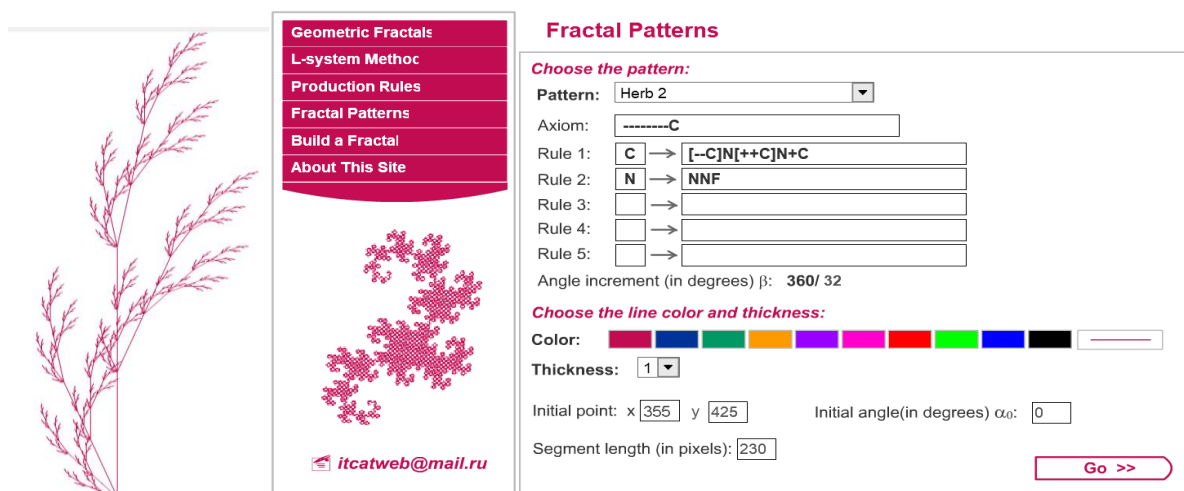 Geometric Fractals
L-system Method
Production Rules
Fractal Patterns
Build a Fractal
About This Site
itcatweb@mail.ru
Fractal Patterns
Choose the pattern:
Pattern: Herb 2
Axiom: --------C
Rule 1: C → [--C]N[++C]N+C
Rule 2: N → NNF
Rule 3: →
Rule 4: →
Rule 5: →
Angle increment (in degrees) β: 360/ 32
Choose the line color and thickness:
Color:
Thickness: 1
Initial point: x 355 y 425 Initial angle(in degrees) α₀: 0
Segment length (in pixels): 230
Go >>